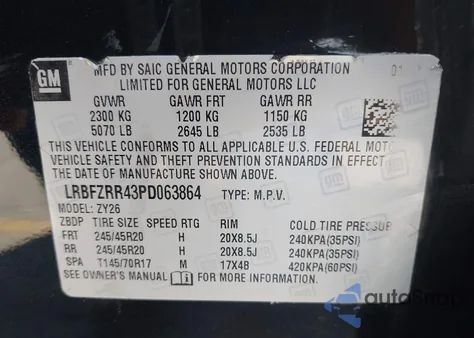 GM
MFD BY SAIC GENERAL MOTORS CORPORATION
LIMITED FOR GENERAL MOTORS LLC
GVWR GAWR FRT GAWR RR
2300 KG 1200 KG 1150 KG
5070 LB 2645 LB 2535 LB
THIS VEHICLE CONFORMS TO ALL APPLICABLE U.S. FEDERAL MOTOR
VEHICLE SAFETY AND THEFT PREVENTION STANDARDS IN EFFECT
THE DATE OF MANUFACTURE SHOWN ABOVE.
LRBFZRR43PD063864 TYPE: M.P.V.
MODEL: ZY26
ZBDP TIRE SIZE SPEED RTG RIM COLD TIRE PRESSURE
FRT 245/45R20 H 20X8.5J 240KPA(35PSI)
RR 245/45R20 H 20X8.5J 240KPA(35PSI)
SPA T145/70R17 M 17X4B 420KPA(60PSI)
SEE OWNER'S MANUAL FOR MORE INFORMATION.
autoSnap